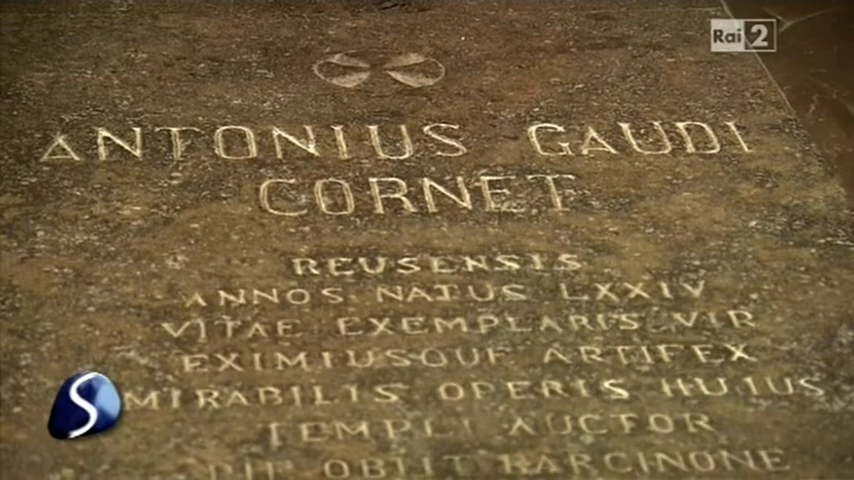 Rai 2
ANTONIUS GAUDI
CORNET
REUSENSIS
ANNOS NATUS LXXIV
VITAE EXEMPLARIS VIR
EXIMIUSQUE ARTIFEX
MIRABILIS OPERIS HUIUS
TEMPLI AUCTOR
PIE OBIIT BARCINONE
S